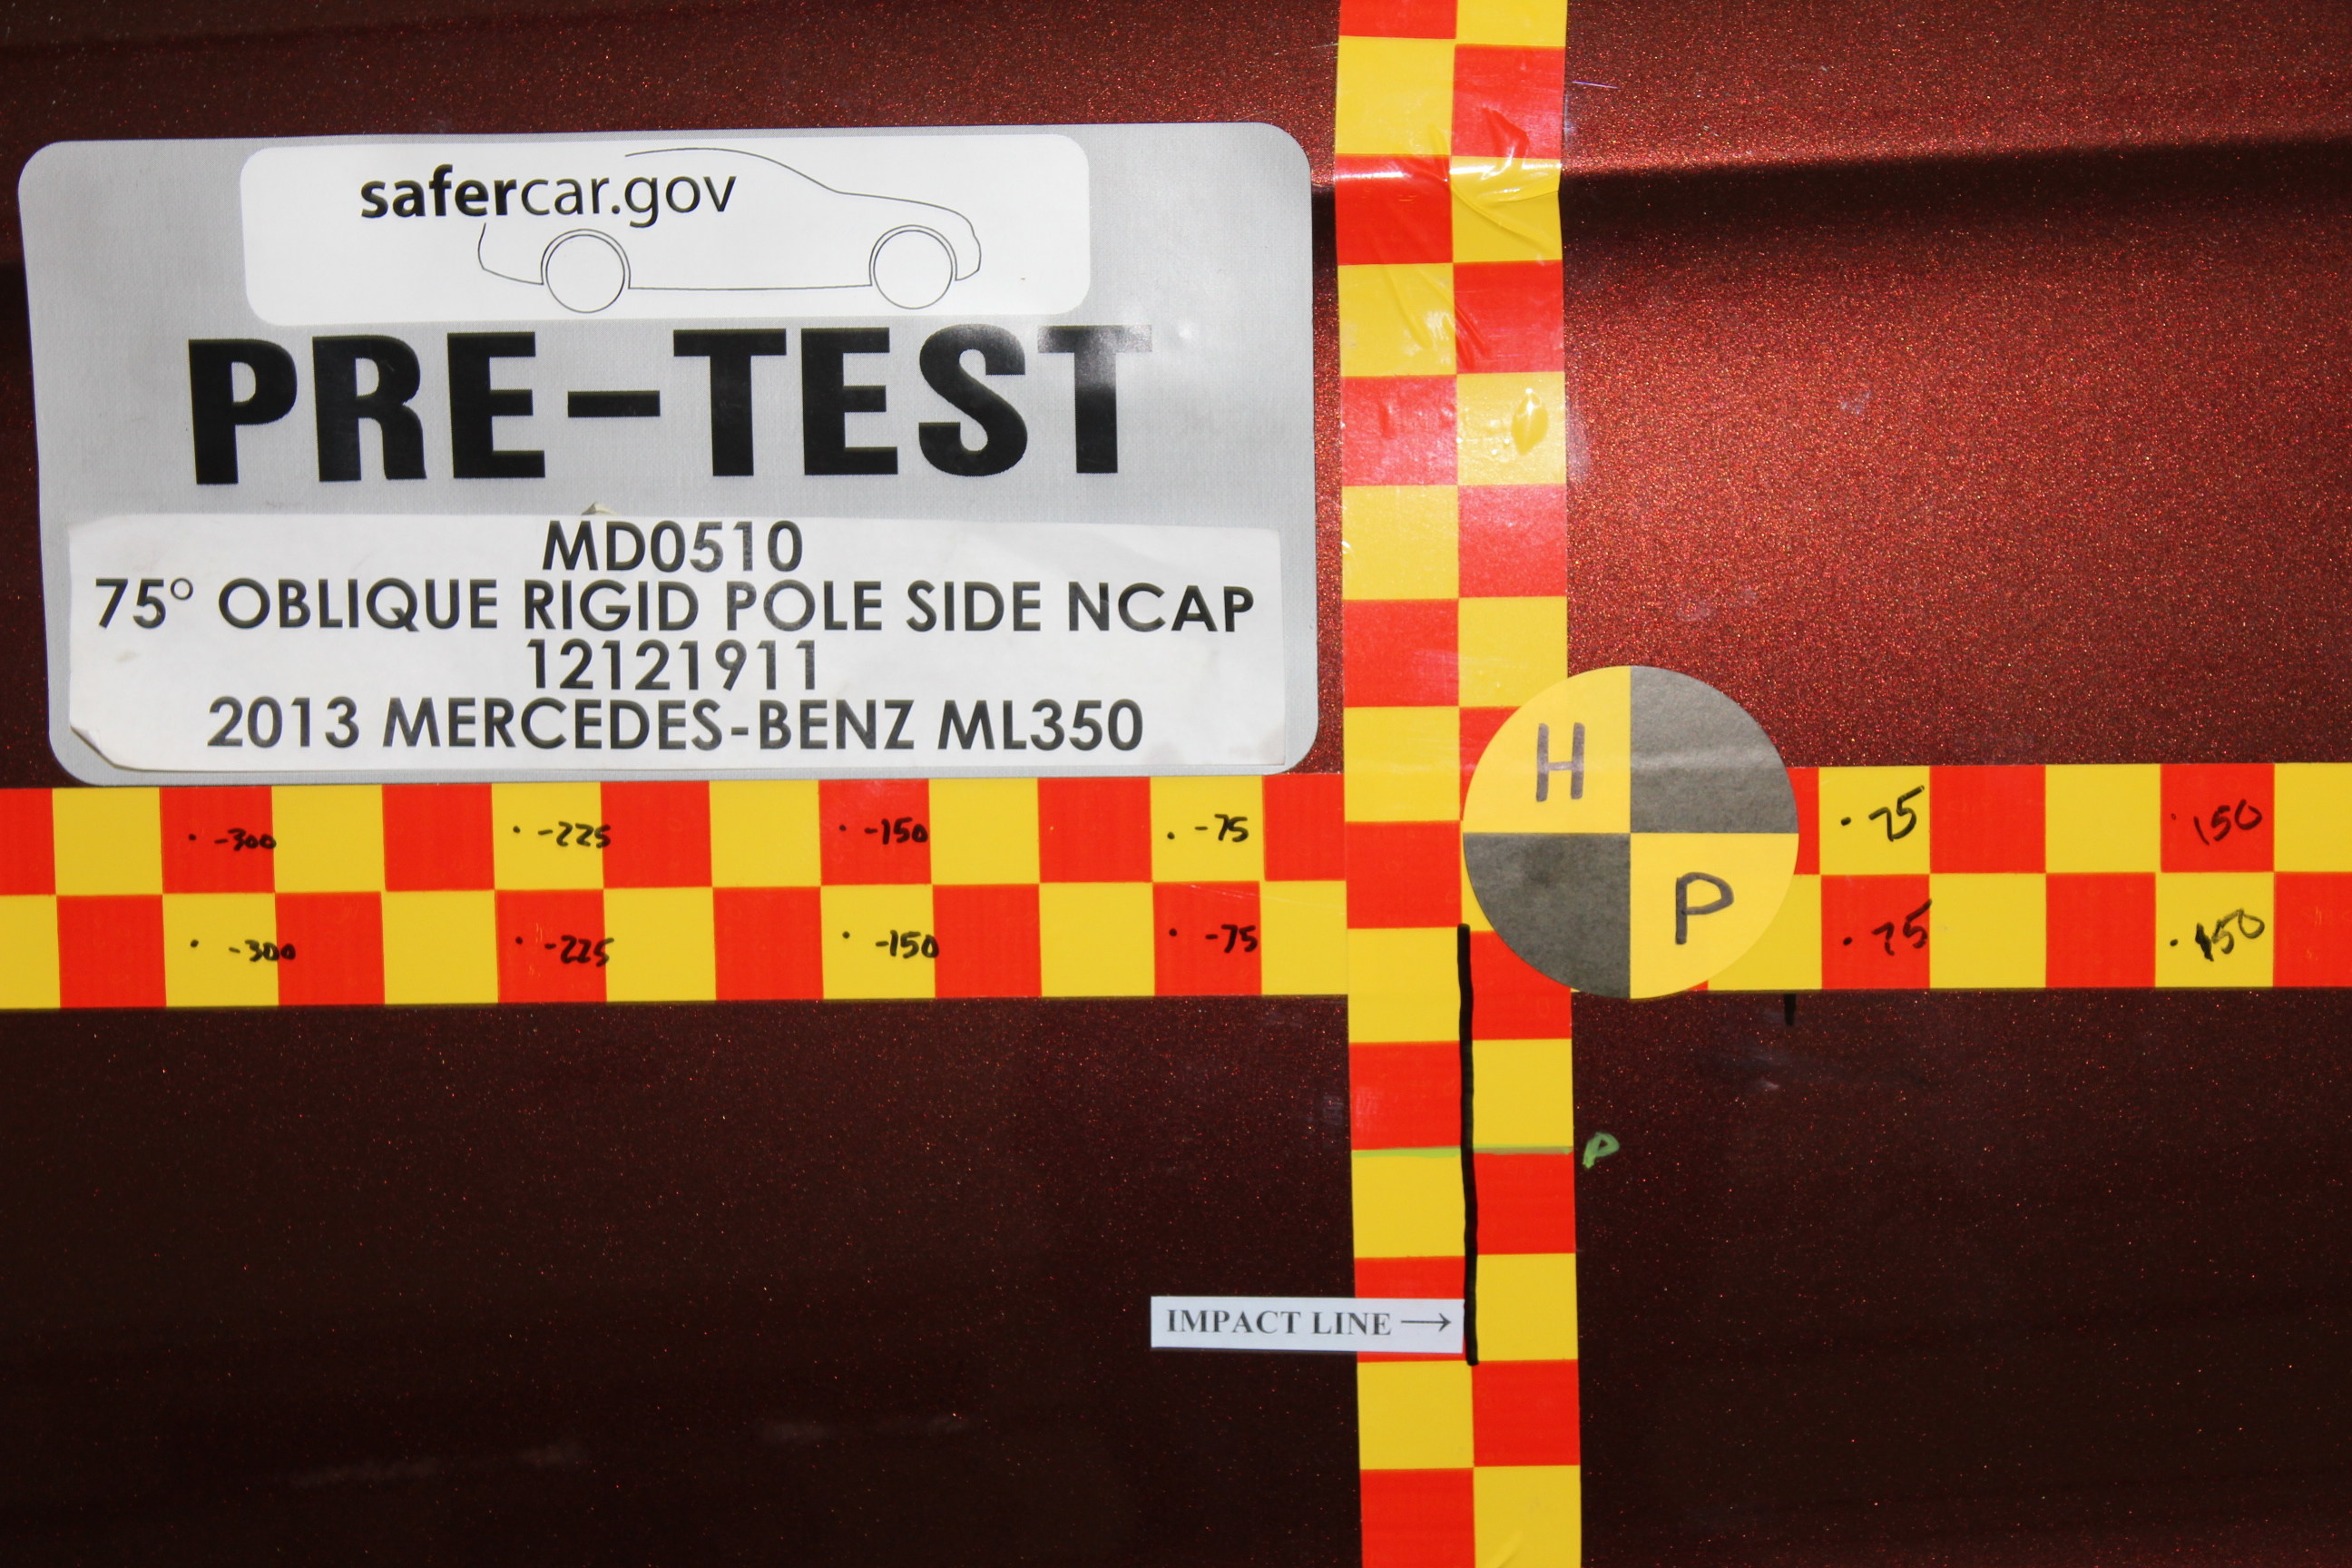 safercar.gov
PRE-TEST
MD0510
75° OBLIQUE RIGID POLE SIDE NCAP
12121911
2013 MERCEDES-BENZ ML350
H
P
-300 -225 -150 -75 75 150
-300 -225 -150 -75 75 150
P
IMPACT LINE →